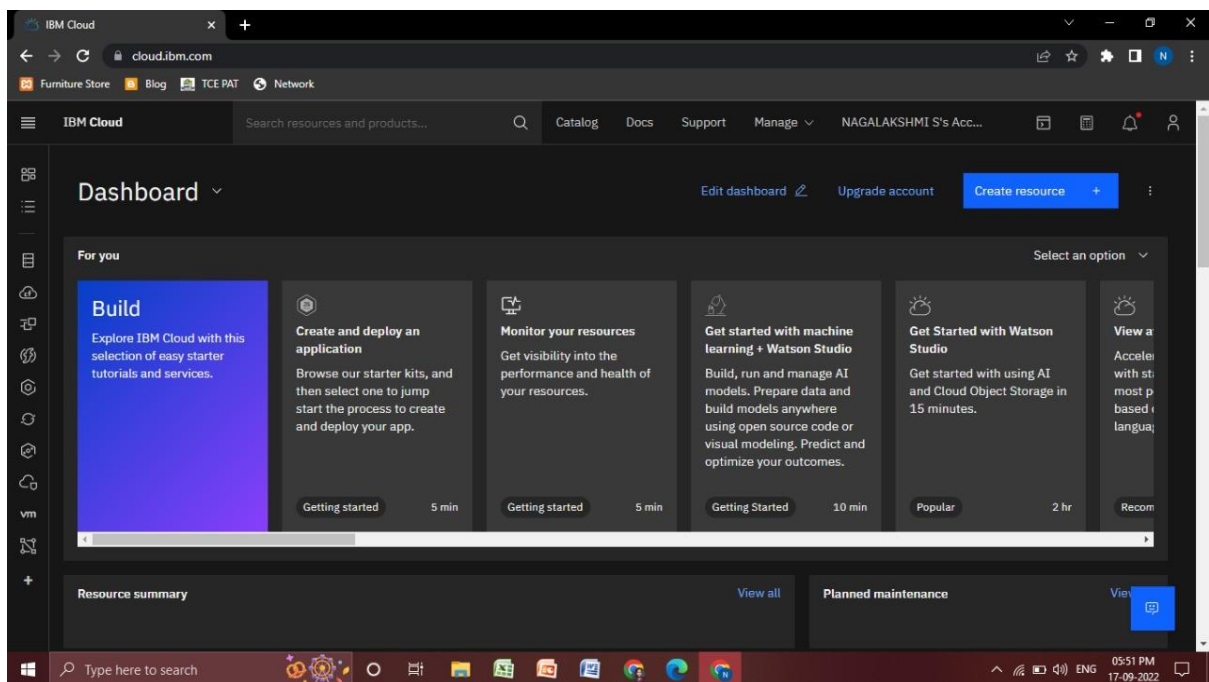 IBM Cloud
cloud.ibm.com
N
Furniture Store Blog TCE PAT Network
IBM Cloud Search resources and products... Catalog Docs Support Manage NAGALAKSHMI S's Acc...
Dashboard Edit dashboard Upgrade account Create resource +
For you Select an option
Build
Explore IBM Cloud with this
selection of easy starter
tutorials and services.
Create and deploy an
application
Browse our starter kits, and
then select one to jump
start the process to create
and deploy your app.
Getting started 5 min
Monitor your resources
Get visibility into the
performance and health of
your resources.
Getting started 5 min
Get started with machine
learning + Watson Studio
Build, run and manage AI
models. Prepare data and
build models anywhere
using open source code or
visual modeling. Predict and
optimize your outcomes.
Getting Started 10 min
Get Started with Watson
Studio
Get started with using AI
and Cloud Object Storage in
15 minutes.
Popular 2 hr
View
with
most
based
Recom
vm
Resource summary View all
Planned maintenance
Type here to search
ENG
05:51 PM
17-09-2022